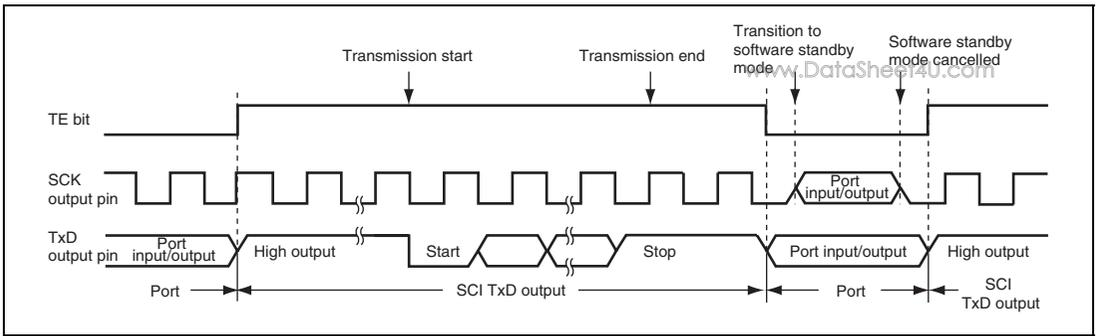 Transition to
software standby
mode
Software standby
mode cancelled
Transmission start
Transmission end
www.DataSheet4U.com
TE bit
SCK
output pin
Port
input/output
TxD
output pin
Port
input/output
High output
Start
Stop
Port input/output
High output
Port
SCI TxD output
Port
SCI
TxD output